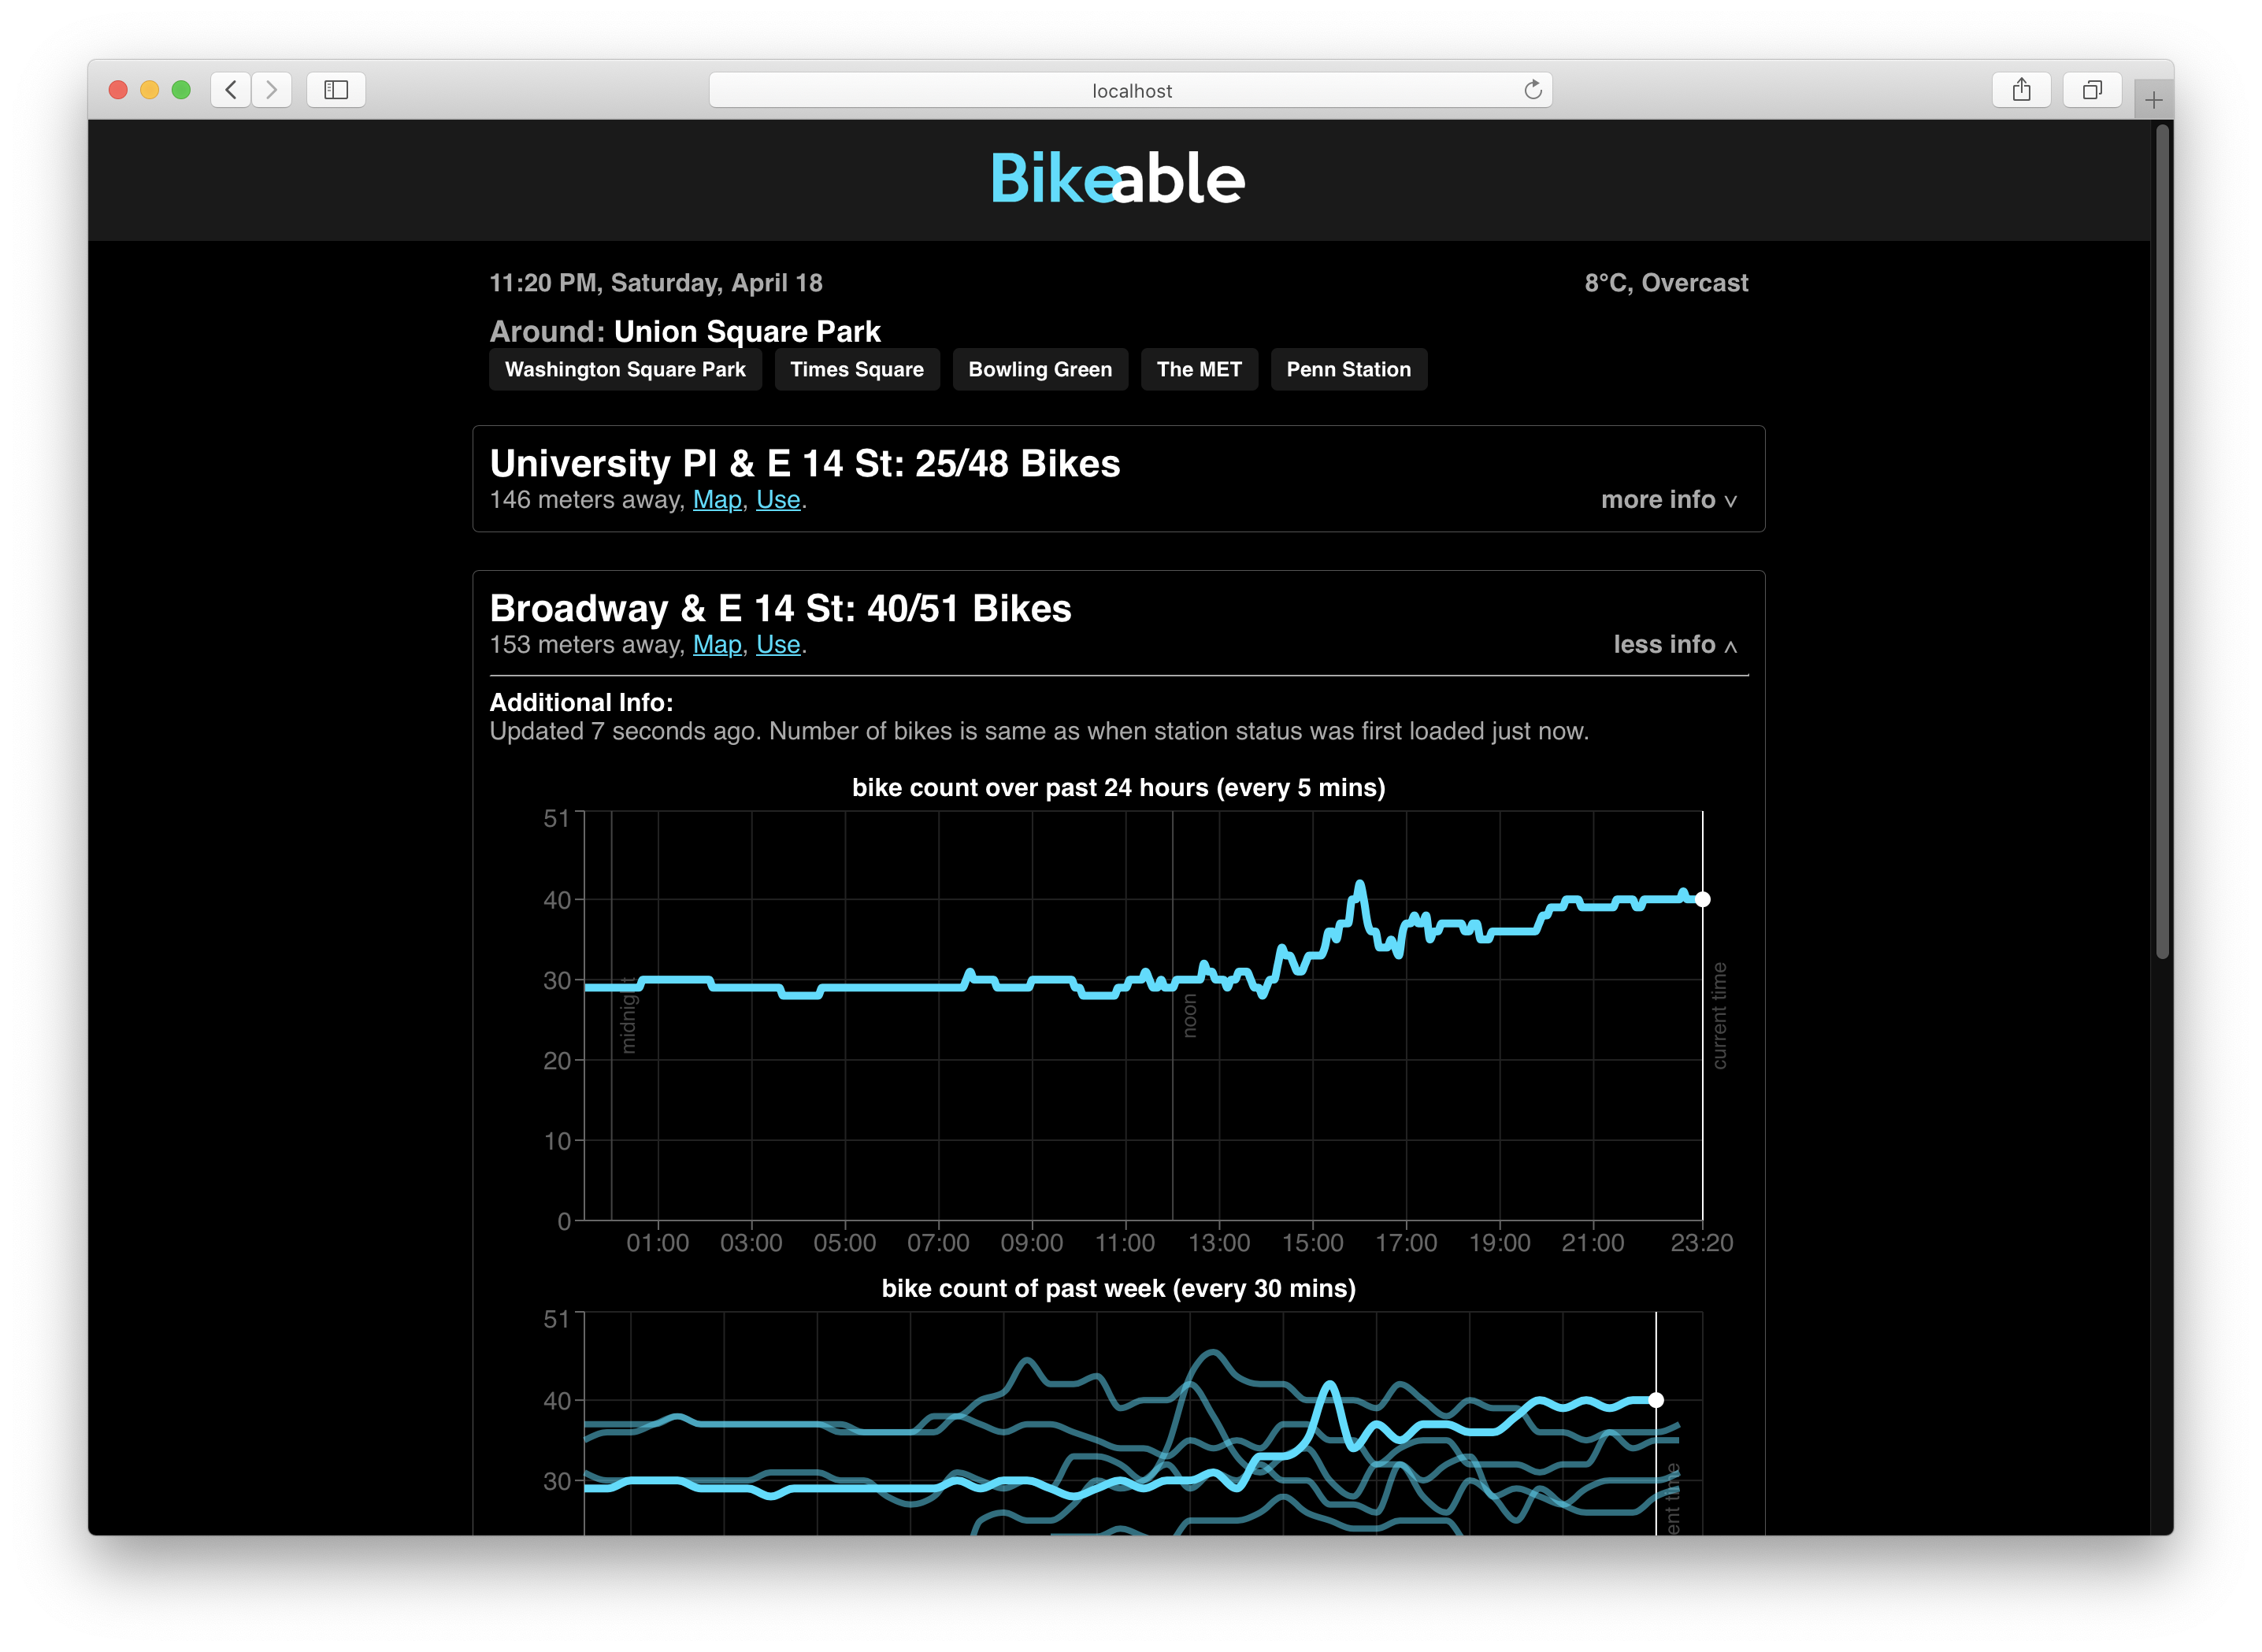 localhost
Bikeable
11:20 PM, Saturday, April 18
8°C, Overcast
Around: Union Square Park
Washington Square Park
Times Square
Bowling Green
The MET
Penn Station
University Pl & E 14 St: 25/48 Bikes
146 meters away, Map, Use.
more info
Broadway & E 14 St: 40/51 Bikes
153 meters away, Map, Use.
less info
Additional Info:
Updated 7 seconds ago. Number of bikes is same as when station status was first loaded just now.
bike count over past 24 hours (every 5 mins)
51
40
30
20
10
0
midnight
noon
current time
01:00 03:00 05:00 07:00 09:00 11:00 13:00 15:00 17:00 19:00 21:00 23:20
bike count of past week (every 30 mins)
51
40
30
ent time